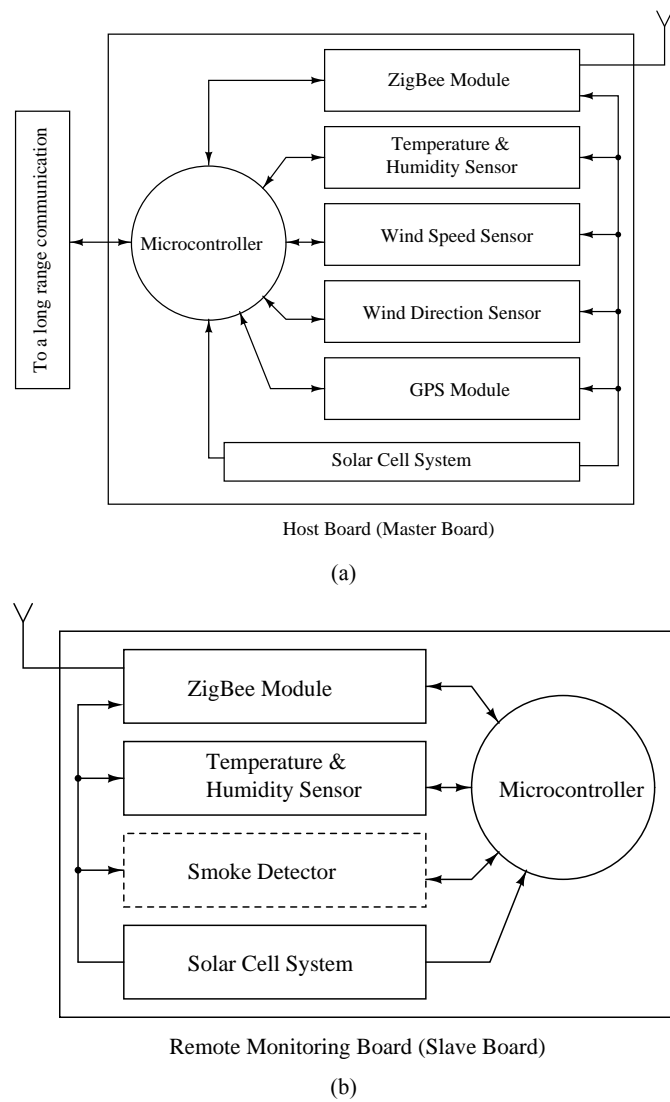 ZigBee Module
Temperature &
Humidity Sensor
Wind Speed Sensor
Wind Direction Sensor
GPS Module
Solar Cell System
Microcontroller
To a long range communication
Host Board (Master Board)
(a)
ZigBee Module
Temperature &
Humidity Sensor
Smoke Detector
Solar Cell System
Microcontroller
Remote Monitoring Board (Slave Board)
(b)